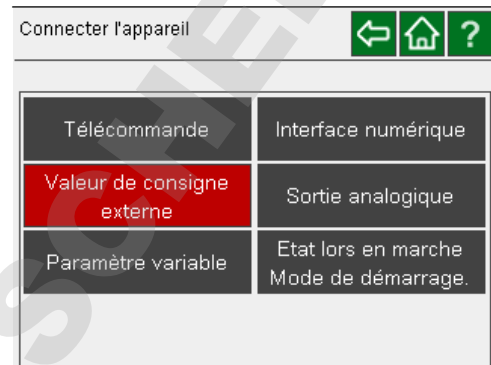 Connecter l'appareil
?
Télécommande
Interface numérique
Valeur de consigne
externe
Sortie analogique
Paramètre variable
Etat lors en marche
Mode de démarrage.